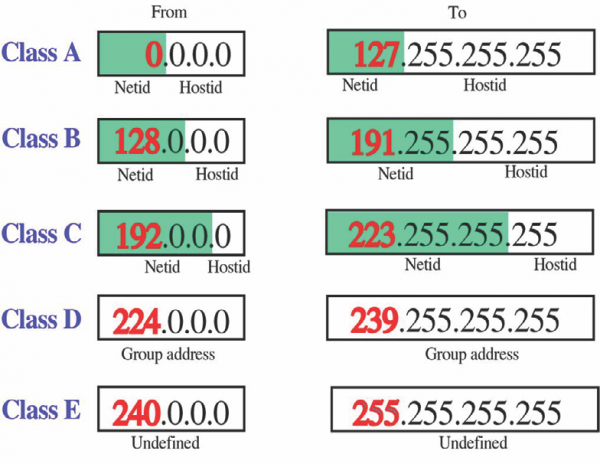 From To
Class A 0.0.0.0 127.255.255.255
Netid Hostid Netid Hostid
Class B 128.0.0.0 191.255.255.255
Netid Hostid Netid Hostid
Class C 192.0.0.0 223.255.255.255
Netid Hostid Netid Hostid
Class D 224.0.0.0 239.255.255.255
Group address Group address
Class E 240.0.0.0 255.255.255.255
Undefined Undefined